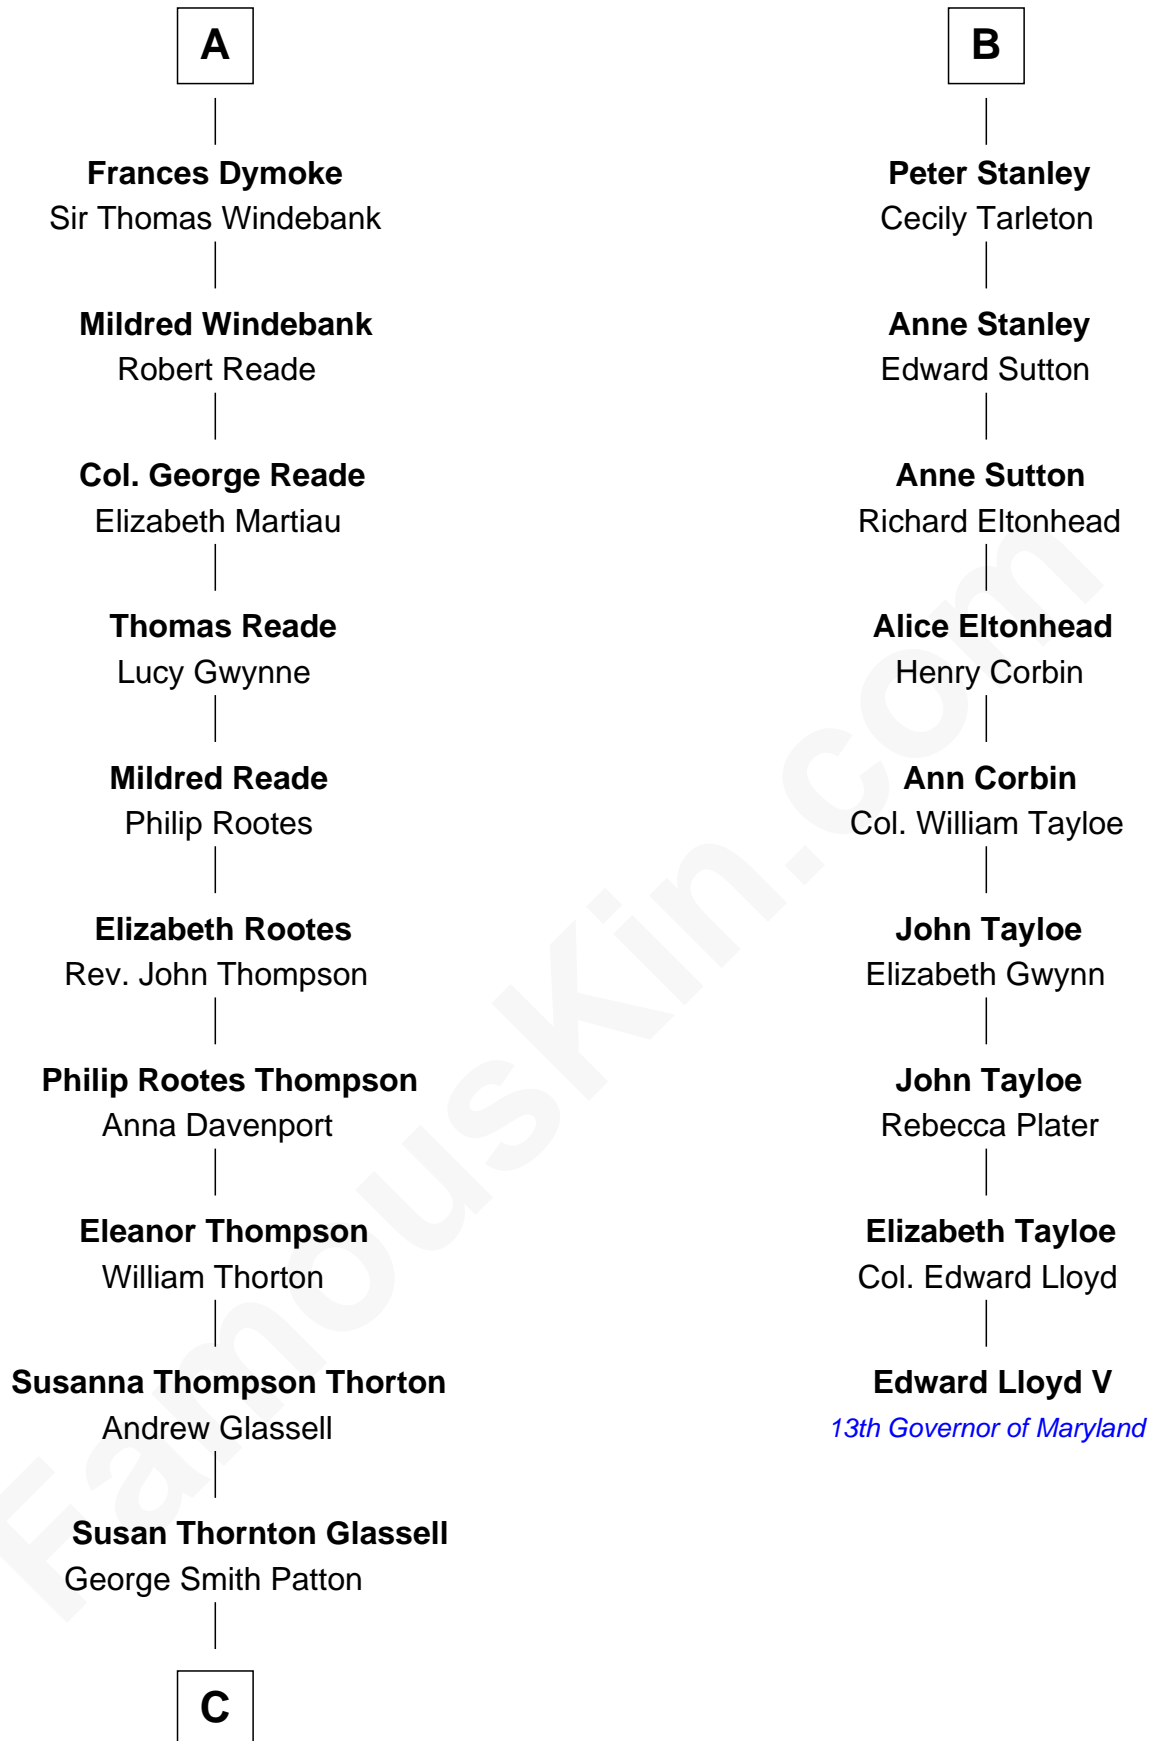 A
Frances Dymoke
Sir Thomas Windebank
Mildred Windebank
Robert Reade
Col. George Reade
Elizabeth Martiau
Thomas Reade
Lucy Gwynne
Mildred Reade
Philip Rootes
Elizabeth Rootes
Rev. John Thompson
Philip Rootes Thompson
Anna Davenport
Eleanor Thompson
William Thorton
Susanna Thompson Thorton
Andrew Glassell
Susan Thornton Glassell
George Smith Patton
C
B
Peter Stanley
Cecily Tarleton
Anne Stanley
Edward Sutton
Anne Sutton
Richard Eltonhead
Alice Eltonhead
Henry Corbin
Ann Corbin
Col. William Tayloe
John Tayloe
Elizabeth Gwynn
John Tayloe
Rebecca Plater
Elizabeth Tayloe
Col. Edward Lloyd
Edward Lloyd V
13th Governor of Maryland
FamousKin.com